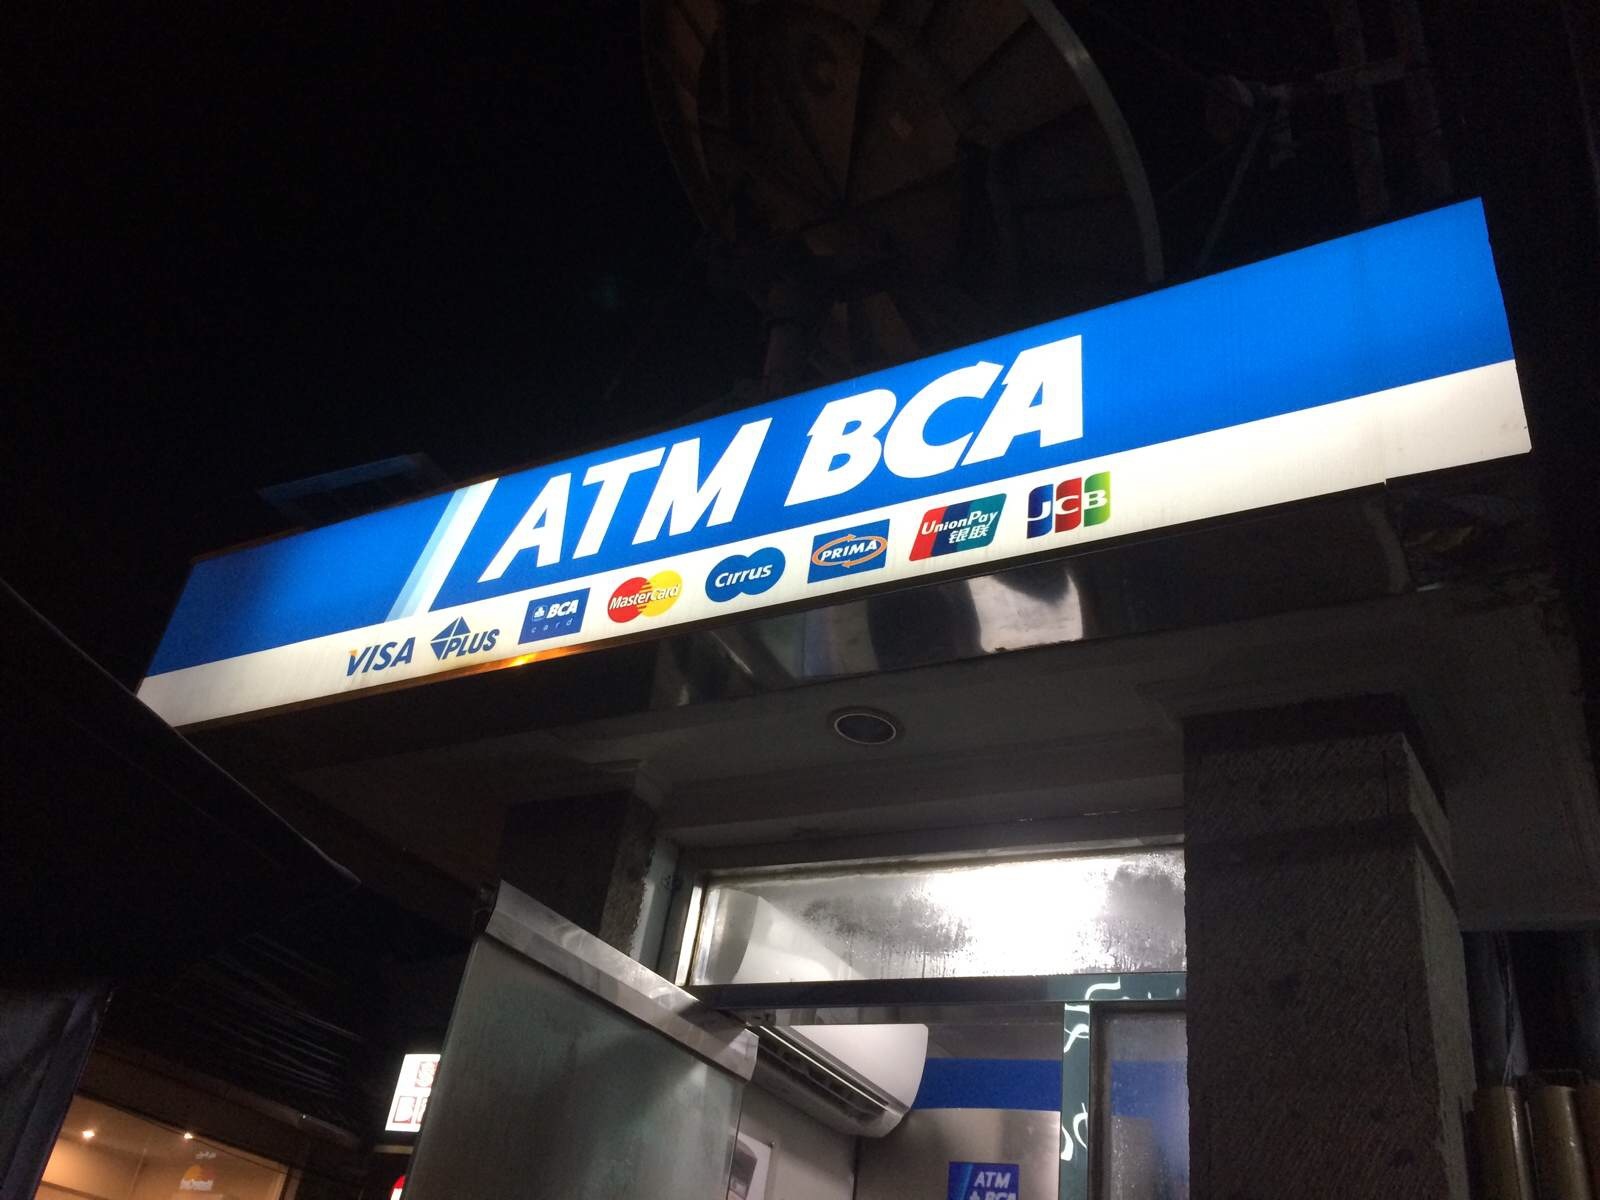 ATM BCA
VISA PLUS BCA card MasterCard Cirrus PRIMA UnionPay 银联 JCB
ATM
BCA